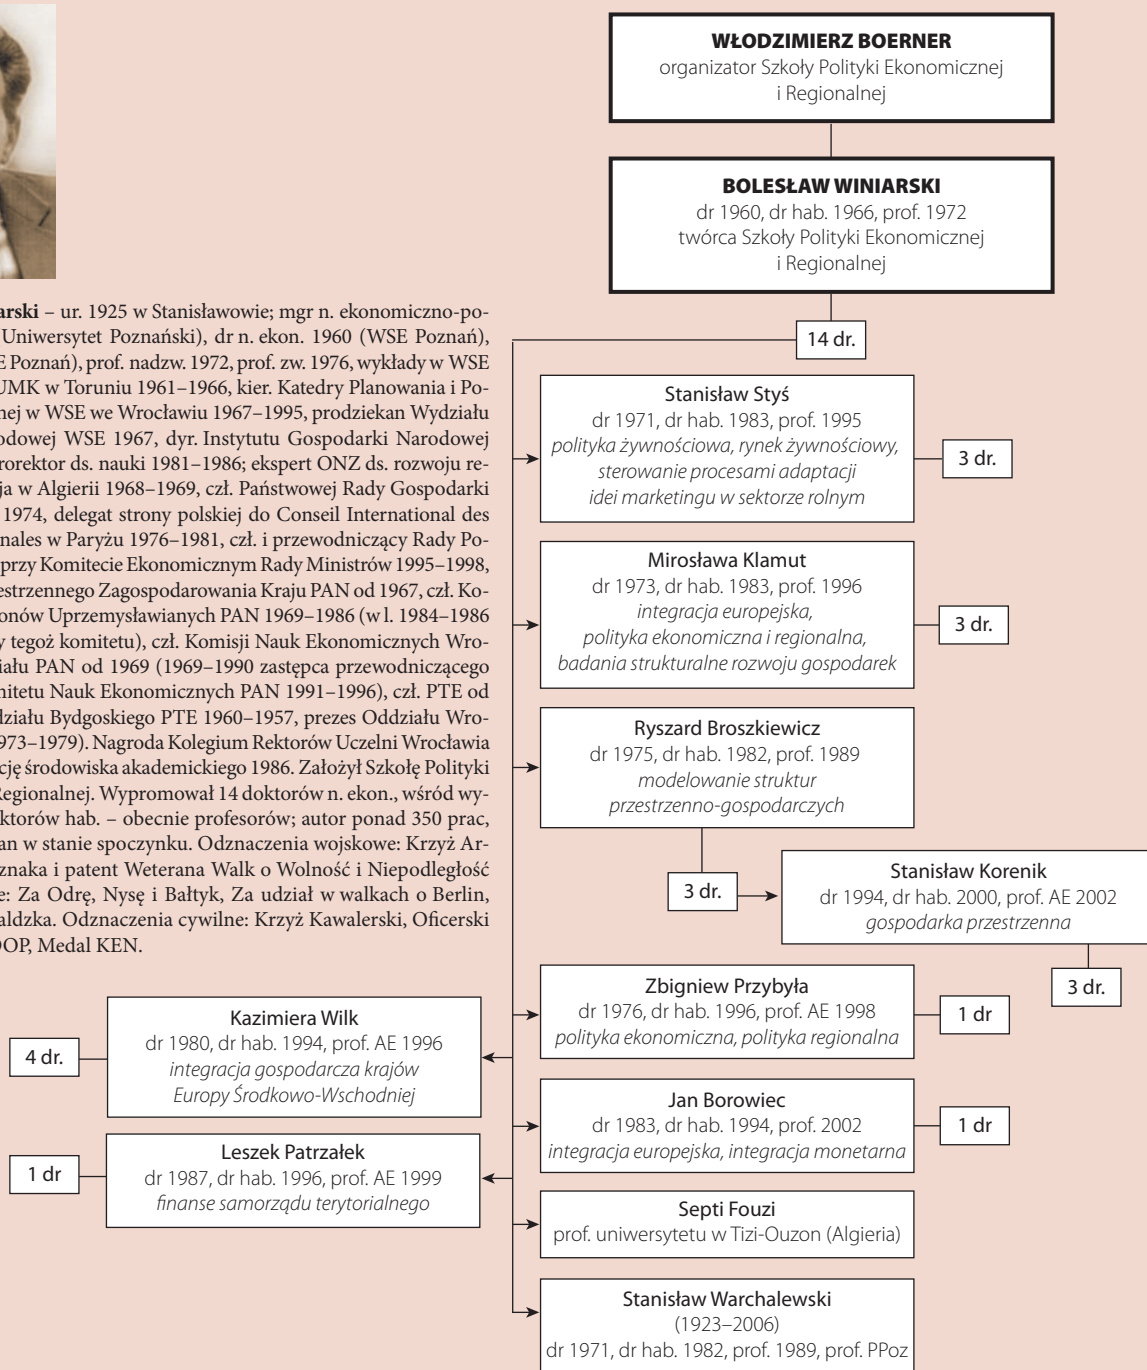 WŁODZIMIERZ BOERNER
organizator Szkoły Polityki Ekonomicznej
i Regionalnej
BOLESŁAW WINIARSKI
dr 1960, dr hab. 1966, prof. 1972
twórca Szkoły Polityki Ekonomicznej
i Regionalnej
14 dr.
arski – ur. 1925 w Stanisławowie; mgr n. ekonomiczno-po-
Uniwersytet Poznański), dr n. ekon. 1960 (WSE Poznań),
E Poznań), prof. nadzw. 1972, prof. zw. 1976, wykłady w WSE
UMK w Toruniu 1961–1966, kier. Katedry Planowania i Po-
nej w WSE we Wrocławiu 1967–1995, prodziekan Wydziału
odowej WSE 1967, dyr. Instytutu Gospodarki Narodowej
rorektor ds. nauki 1981–1986; ekspert ONZ ds. rozwoju re-
ja w Algierii 1968–1969, czł. Państwowej Rady Gospodarki
1974, delegat strony polskiej do Conseil International des
nales w Paryżu 1976–1981, czł. i przewodniczący Rady Po-
przy Komitecie Ekonomicznym Rady Ministrów 1995–1998,
estrzennego Zagospodarowania Kraju PAN od 1967, czł. Ko-
onów Uprzemysławianych PAN 1969–1986 (w l. 1984–1986
y tegoż komitetu), czł. Komisji Nauk Ekonomicznych Wro-
iału PAN od 1969 (1969–1990 zastępca przewodniczącego
mitetu Nauk Ekonomicznych PAN 1991–1996), czł. PTE od
działu Bydgoskiego PTE 1960–1957, prezes Oddziału Wro-
973–1979). Nagroda Kolegium Rektorów Uczelni Wrocławia
cję środowiska akademickiego 1986. Założył Szkołę Polityki
Regionalnej. Wypromował 14 doktorów n. ekon., wśród wy-
ktorów hab. – obecnie profesorów; autor ponad 350 prac,
an w stanie spoczynku. Odznaczenia wojskowe: Krzyż Ar-
znaka i patent Weterana Walk o Wolność i Niepodległość
e: Za Odrę, Nysę i Bałtyk, Za udział w walkach o Berlin,
aldzka. Odznaczenia cywilne: Krzyż Kawalerski, Oficerski
OOP, Medal KEN.
Stanisław Styś
dr 1971, dr hab. 1983, prof. 1995
polityka żywnościowa, rynek żywnościowy,
sterowanie procesami adaptacji
idei marketingu w sektorze rolnym
3 dr.
Mirosława Klamut
dr 1973, dr hab. 1983, prof. 1996
integracja europejska,
polityka ekonomiczna i regionalna,
badania strukturalne rozwoju gospodarek
3 dr.
Ryszard Broszkiewicz
dr 1975, dr hab. 1982, prof. 1989
modelowanie struktur
przestrzenno-gospodarczych
3 dr.
Stanisław Korenik
dr 1994, dr hab. 2000, prof. AE 2002
gospodarka przestrzenna
3 dr.
Zbigniew Przybyła
dr 1976, dr hab. 1996, prof. AE 1998
polityka ekonomiczna, polityka regionalna
1 dr
Kazimiera Wilk
dr 1980, dr hab. 1994, prof. AE 1996
integracja gospodarcza krajów
Europy Środkowo-Wschodniej
4 dr.
Jan Borowiec
dr 1983, dr hab. 1994, prof. 2002
integracja europejska, integracja monetarna
1 dr
Leszek Patrzałek
dr 1987, dr hab. 1996, prof. AE 1999
finanse samorządu terytorialnego
1 dr
Septi Fouzi
prof. uniwersytetu w Tizi-Ouzon (Algieria)
Stanisław Warchalewski
(1923–2006)
dr 1971, dr hab. 1982, prof. 1989, prof. PPoz